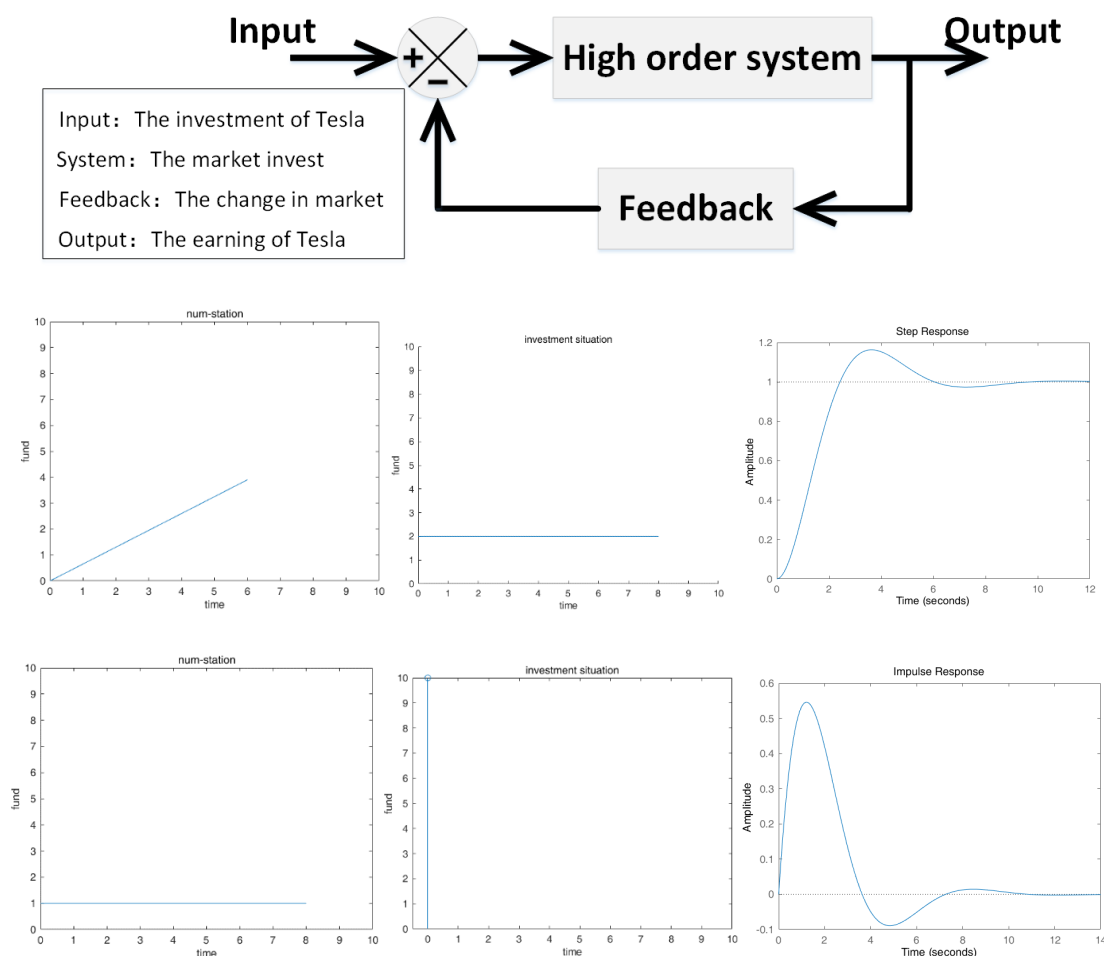 Input
Output
+
−
High order system
Feedback
Input：The investment of Tesla
System：The market invest
Feedback：The change in market
Output：The earning of Tesla
num-station
10
9
8
7
6
5
4
3
2
1
0
fund
0 1 2 3 4 5 6 7 8 9 10
time
investment situation
10
9
8
7
6
5
4
3
2
1
0
fund
0 1 2 3 4 5 6 7 8 9 10
time
Step Response
1.2
1
0.8
0.6
0.4
0.2
0
Amplitude
0 2 4 6 8 10 12
Time (seconds)
num-station
10
9
8
7
6
5
4
3
2
1
0
fund
0 1 2 3 4 5 6 7 8 9 10
time
investment situation
10
9
8
7
6
5
4
3
2
1
0
fund
0 1 2 3 4 5 6 7 8 9 10
time
Impulse Response
0.6
0.5
0.4
0.3
0.2
0.1
0
-0.1
Amplitude
0 2 4 6 8 10 12 14
Time (seconds)